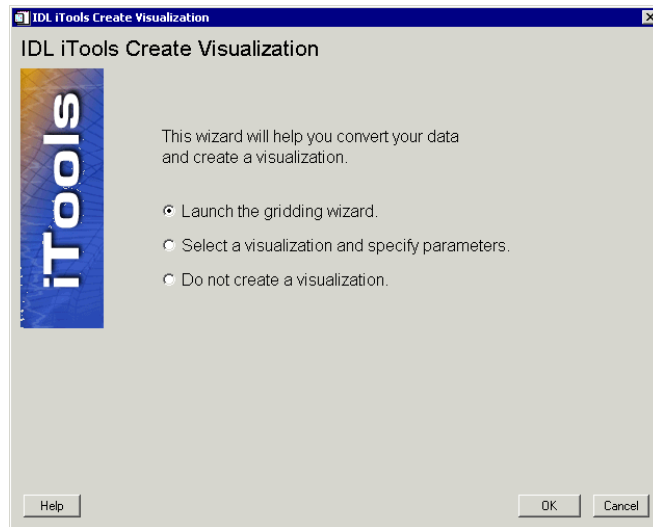 IDL iTools Create Visualization
IDL iTools Create Visualization
iTools
This wizard will help you convert your data
and create a visualization.
Launch the gridding wizard.
Select a visualization and specify parameters.
Do not create a visualization.
Help
OK
Cancel